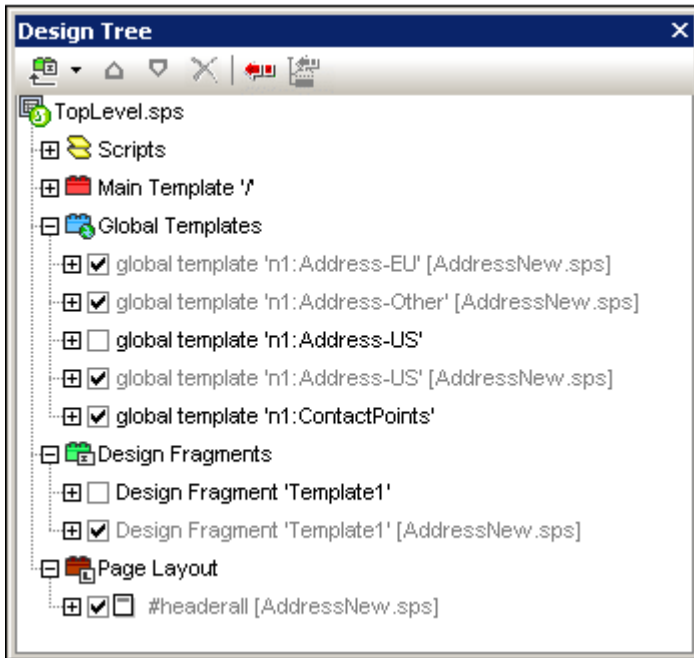 Design Tree
TopLevel.sps
Scripts
Main Template '/'
Global Templates
global template 'n1:Address-EU' [AddressNew.sps]
global template 'n1:Address-Other' [AddressNew.sps]
global template 'n1:Address-US'
global template 'n1:Address-US' [AddressNew.sps]
global template 'n1:ContactPoints'
Design Fragments
Design Fragment 'Template1'
Design Fragment 'Template1' [AddressNew.sps]
Page Layout
#headerall [AddressNew.sps]